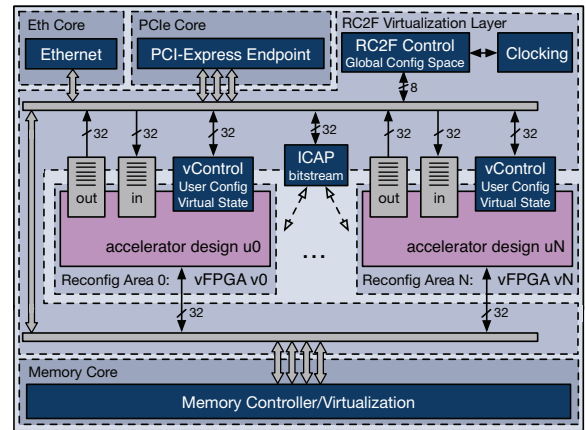 Eth Core
PCIe Core
RC2F Virtualization Layer
Ethernet
PCI-Express Endpoint
RC2F Control
Global Config Space
Clocking
8
32
32
32
32
32
32
32
out
in
vControl
User Config
Virtual State
ICAP
bitstream
out
in
vControl
User Config
Virtual State
accelerator design u0
...
accelerator design uN
Reconfig Area 0: vFPGA v0
Reconfig Area N: vFPGA vN
32
32
Memory Core
Memory Controller/Virtualization